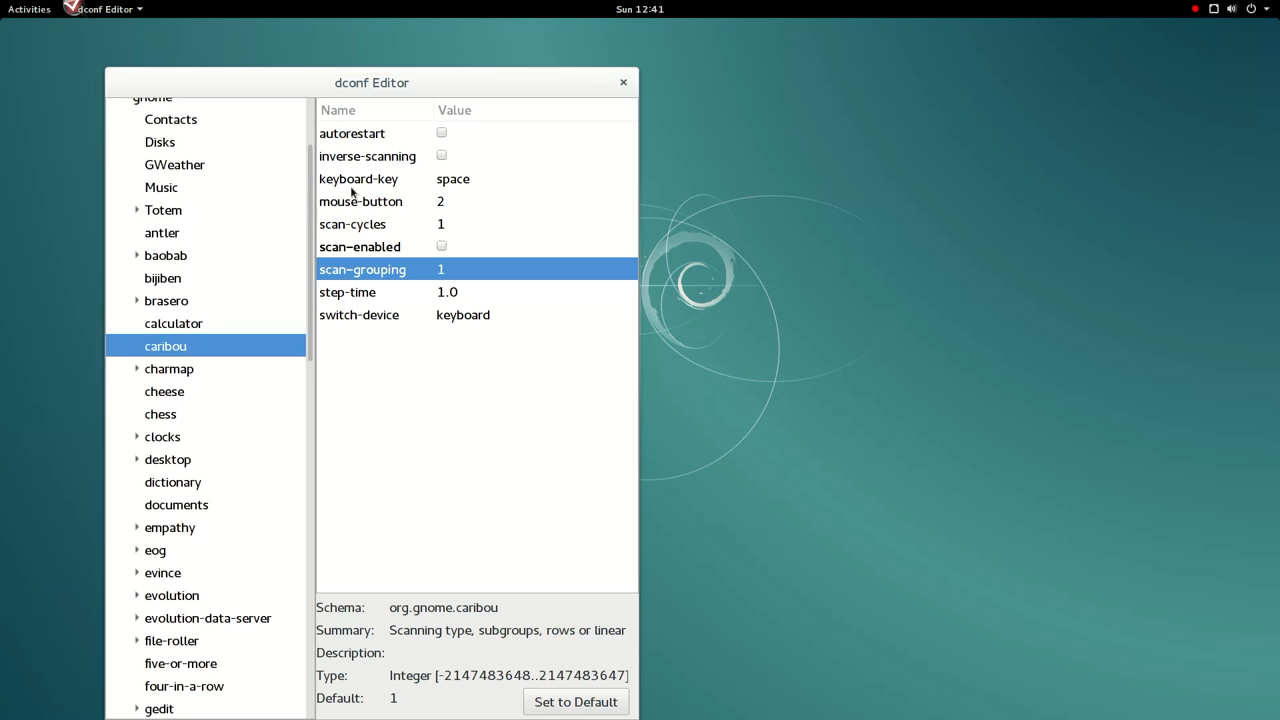 Activities dconf Editor Sun 12:41
dconf Editor
gnome
Contacts
Disks
GWeather
Music
Totem
antler
baobab
bijiben
brasero
calculator
caribou
charmap
cheese
chess
clocks
desktop
dictionary
documents
empathy
eog
evince
evolution
evolution-data-server
file-roller
five-or-more
four-in-a-row
gedit
Name Value
autorestart
inverse-scanning
keyboard-key space
mouse-button 2
scan-cycles 1
scan-enabled
scan-grouping 1
step-time 1.0
switch-device keyboard
Schema: org.gnome.caribou
Summary: Scanning type, subgroups, rows or linear
Description:
Type: Integer [-2147483648..2147483647]
Default: 1
Set to Default